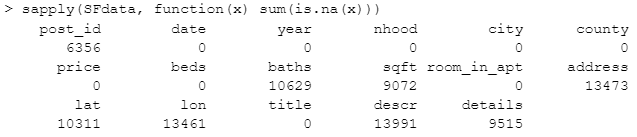 > sapply(SFdata, function(x) sum(is.na(x)))
post_id date year nhood city county
6356 0 0 0 0 0
price beds baths sqft room_in_apt address
0 0 10629 9072 0 13473
lat lon title descr details
10311 13461 0 13991 9515